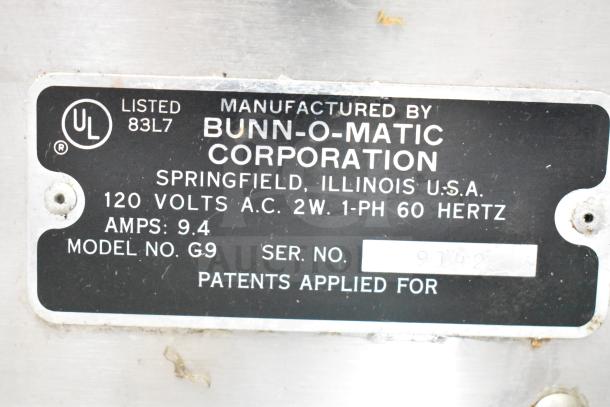 UL ® LISTED 83L7
MANUFACTURED BY
BUNN-O-MATIC
CORPORATION
SPRINGFIELD, ILLINOIS U.S.A.
120 VOLTS A.C. 2W. 1-PH 60 HERTZ
AMPS: 9.4
MODEL NO. G9 SER. NO. 9742
PATENTS APPLIED FOR